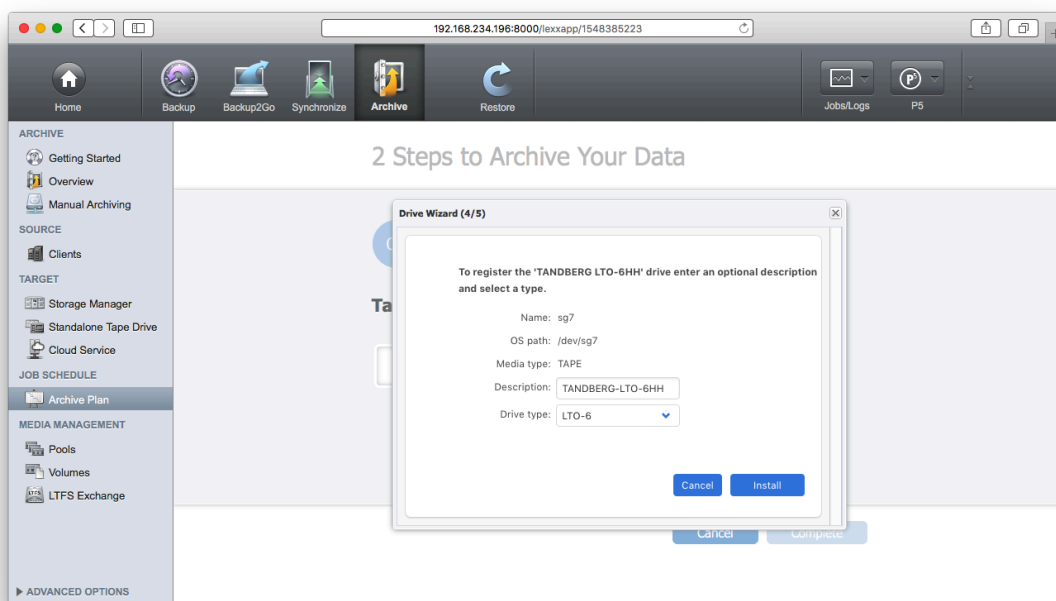 192.168.234.196:8000/lexxapp/1548385223
Home
Backup
Backup2Go
Synchronize
Archive
Restore
Jobs/Logs
P5
ARCHIVE
Getting Started
Overview
Manual Archiving
SOURCE
Clients
TARGET
Storage Manager
Standalone Tape Drive
Cloud Service
JOB SCHEDULE
Archive Plan
MEDIA MANAGEMENT
Pools
Volumes
LTFS Exchange
ADVANCED OPTIONS
2 Steps to Archive Your Data
Ta
Drive Wizard (4/5)
To register the 'TANDBERG LTO-6HH' drive enter an optional description
and select a type.
Name: sg7
OS path: /dev/sg7
Media type: TAPE
Description: TANDBERG-LTO-6HH
Drive type: LTO-6
Cancel Install
Cancel Complete